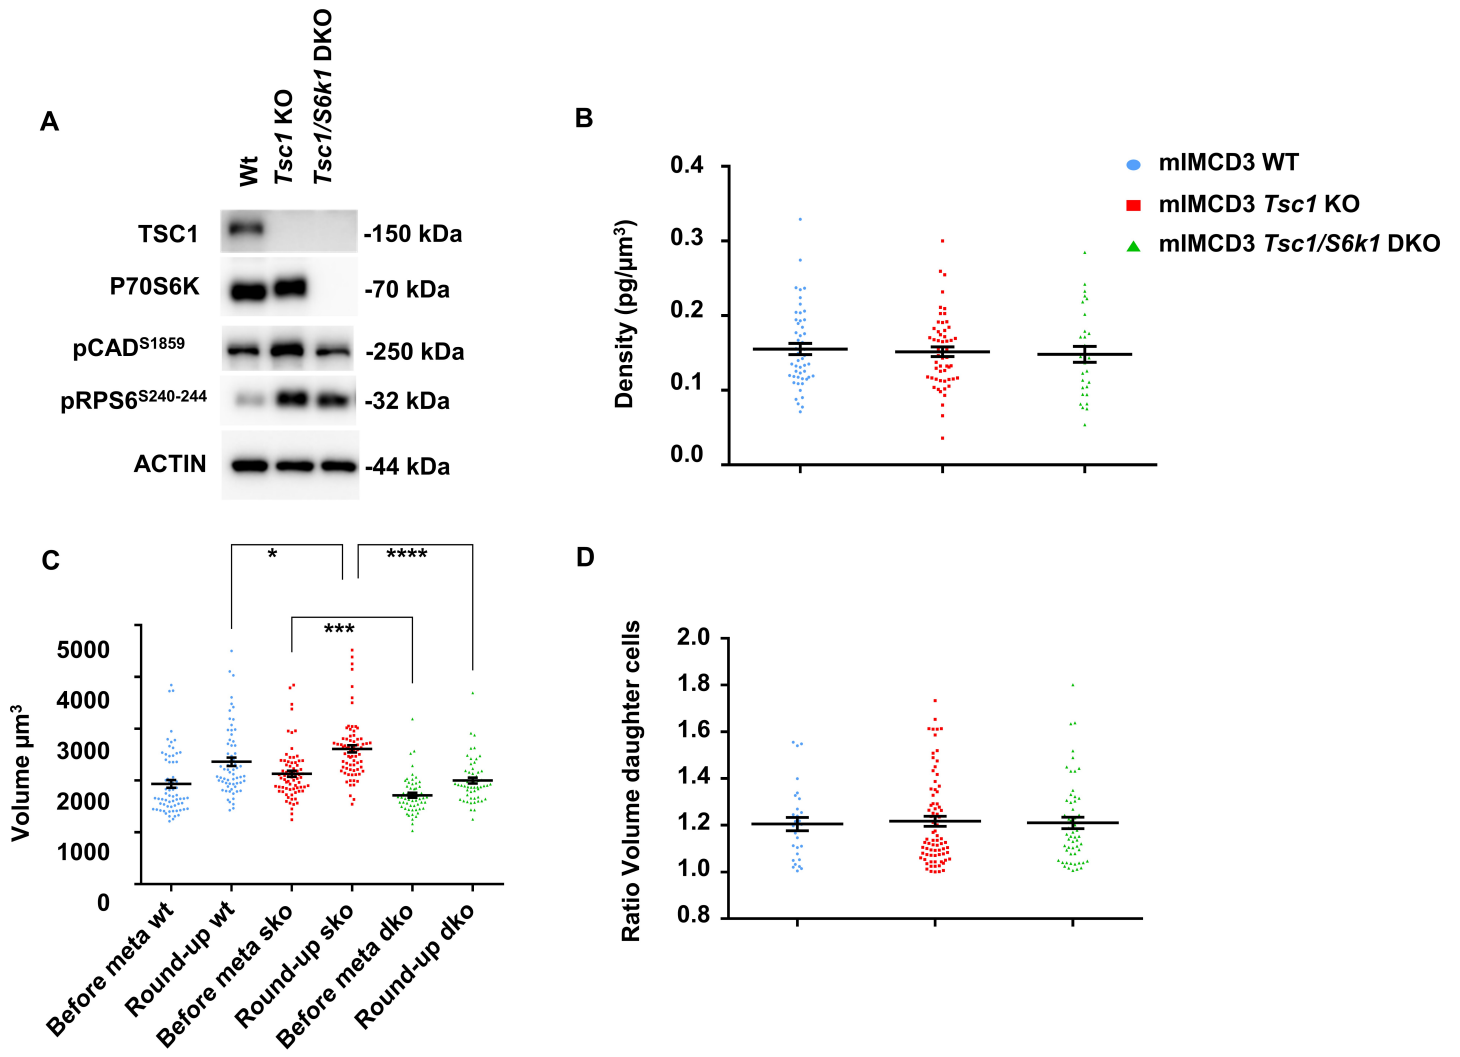 A
Wt
Tsc1 KO
Tsc1/S6k1 DKO
TSC1
-150 kDa
P70S6K
-70 kDa
pCADS1859
-250 kDa
pRPS6S240-244
-32 kDa
ACTIN
-44 kDa
B
Density (pg/µm3)
0.4
0.3
0.2
0.1
0.0
mIMCD3 WT
mIMCD3 Tsc1 KO
mIMCD3 Tsc1/S6k1 DKO
C
*
****
***
Volume µm3
5000
4000
3000
2000
1000
0
Before meta wt
Round-up wt
Before meta sko
Round-up sko
Before meta dko
Round-up dko
D
Ratio Volume daughter cells
2.0
1.8
1.6
1.4
1.2
1.0
0.8